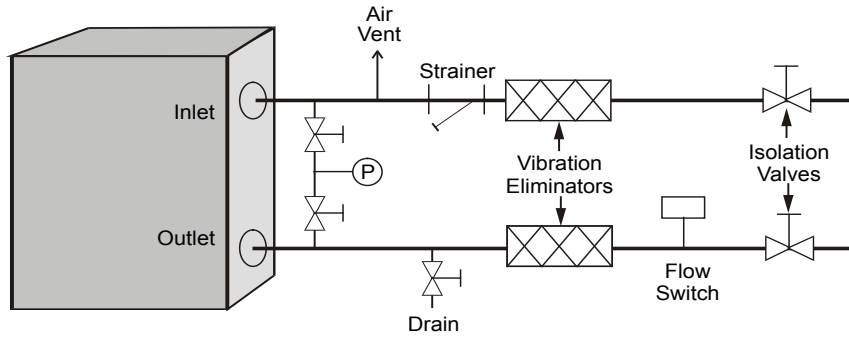 Air
Vent
Strainer
Inlet
P
Vibration
Eliminators
Isolation
Valves
Outlet
Flow
Switch
Drain